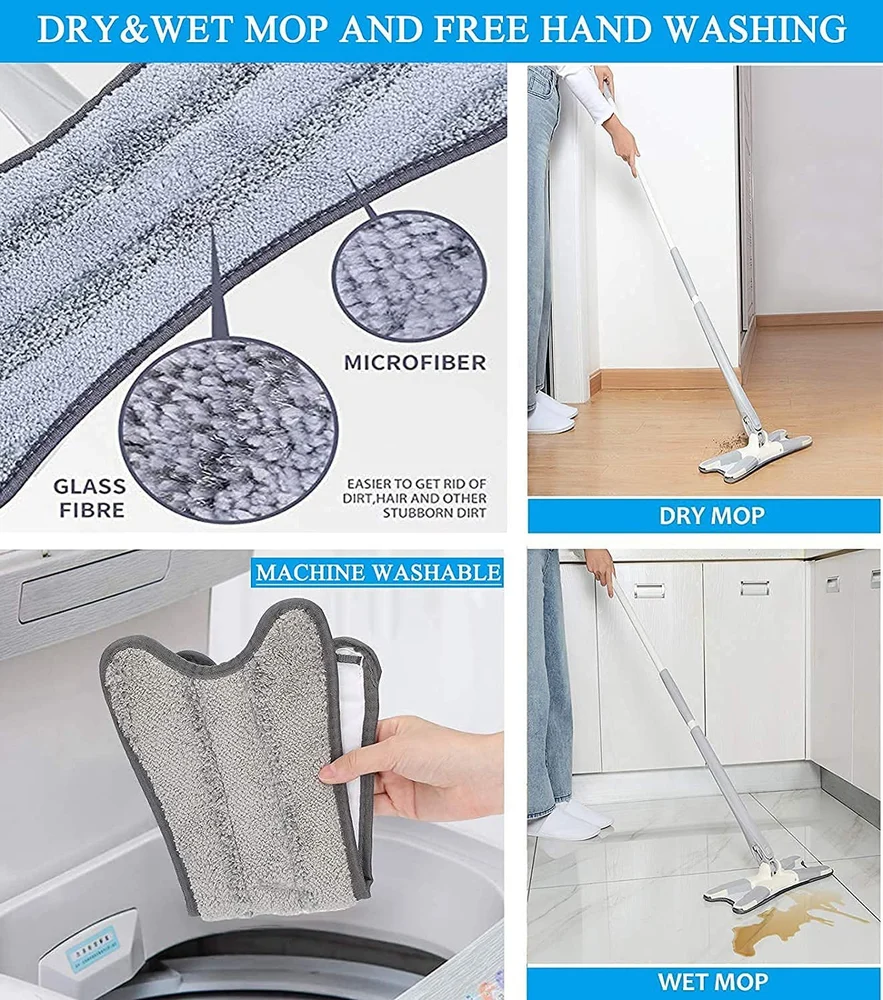 DRY&WET MOP AND FREE HAND WASHING
MICROFIBER
GLASS
FIBRE
EASIER TO GET RID OF
DIRT,HAIR AND OTHER
STUBBORN DIRT
DRY MOP
MACHINE WASHABLE
WET MOP